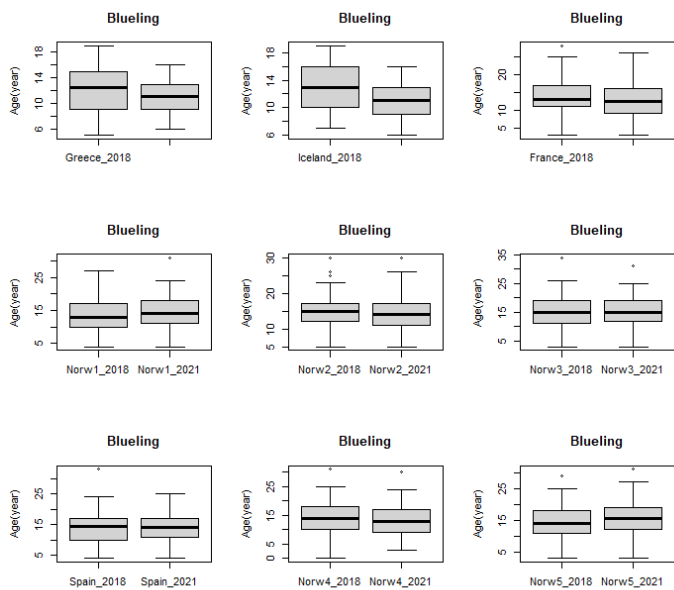 Blueling
Age(year)
6 10 14 18
Greece_2018
Blueling
Age(year)
6 10 14 18
Iceland_2018
Blueling
Age(year)
5 10 20
France_2018
Blueling
Age(year)
5 15 25
Norw1_2018 Norw1_2021
Blueling
Age(year)
5 10 20 30
Norw2_2018 Norw2_2021
Blueling
Age(year)
5 15 25 35
Norw3_2018 Norw3_2021
Blueling
Age(year)
5 15 25
Spain_2018 Spain_2021
Blueling
Age(year)
0 5 15 25
Norw4_2018 Norw4_2021
Blueling
Age(year)
5 15 25
Norw5_2018 Norw5_2021